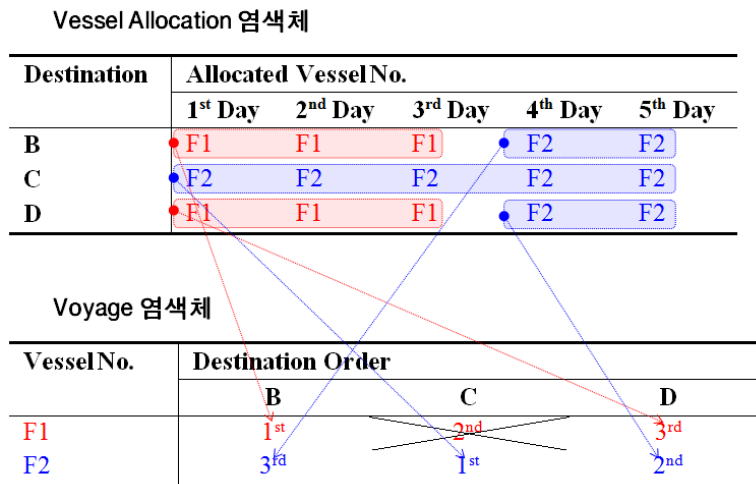 Vessel Allocation 염색체
Destination Allocated Vessel No.
1st Day 2nd Day 3rd Day 4th Day 5th Day
B F1 F1 F1 F2 F2
C F2 F2 F2 F2 F2
D F1 F1 F1 F2 F2
Voyage 염색체
Vessel No. Destination Order
B C D
F1 1st 2nd 3rd
F2 3rd 1st 2nd